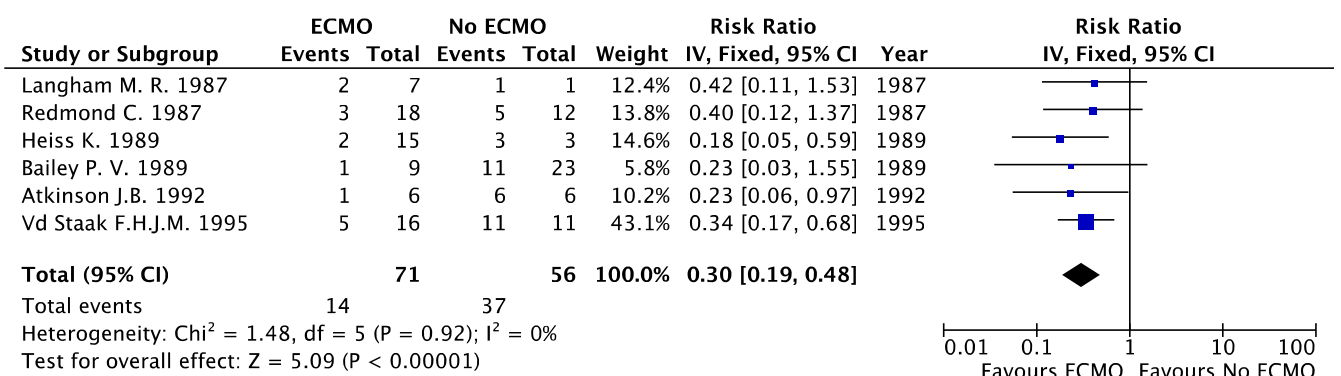 ECMO No ECMO Risk Ratio Risk Ratio
Study or Subgroup Events Total Events Total Weight IV, Fixed, 95% CI Year IV, Fixed, 95% CI
Langham M. R. 1987 2 7 1 1 12.4% 0.42 [0.11, 1.53] 1987
Redmond C. 1987 3 18 5 12 13.8% 0.40 [0.12, 1.37] 1987
Heiss K. 1989 2 15 3 3 14.6% 0.18 [0.05, 0.59] 1989
Bailey P. V. 1989 1 9 11 23 5.8% 0.23 [0.03, 1.55] 1989
Atkinson J.B. 1992 1 6 6 6 10.2% 0.23 [0.06, 0.97] 1992
Vd Staak F.H.J.M. 1995 5 16 11 11 43.1% 0.34 [0.17, 0.68] 1995
Total (95% CI) 71 56 100.0% 0.30 [0.19, 0.48]
Total events 14 37
Heterogeneity: Chi² = 1.48, df = 5 (P = 0.92); I² = 0%
Test for overall effect: Z = 5.09 (P < 0.00001)
0.01 0.1 1 10 100
Favours ECMO Favours No ECMO